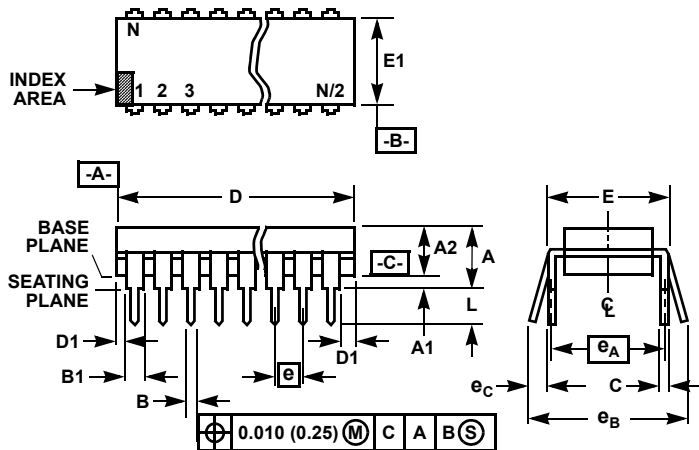 N
E1
INDEX
AREA
1 2 3 N/2
-B-
-A-
D
E
BASE
PLANE
A2
A
-C-
SEATING
PLANE
L
C
L
D1
A1
D1
eA
B1
e
eC
C
B
eB
0.010 (0.25) M C A B S